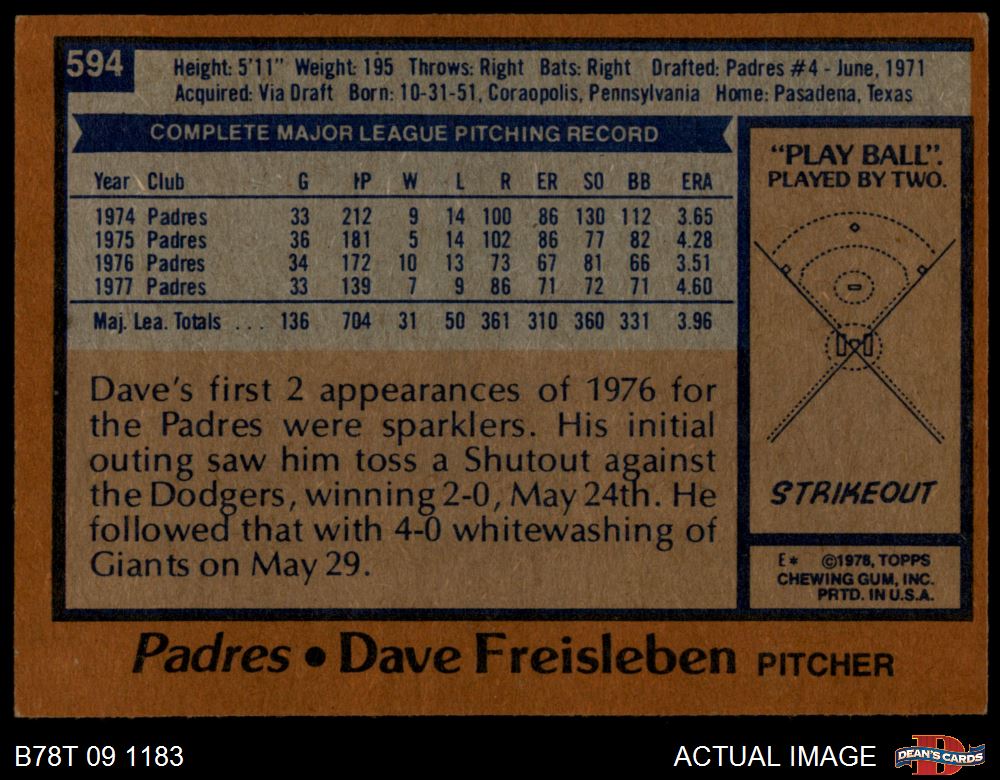 594
Height: 5'11" Weight: 195 Throws: Right Bats: Right Drafted: Padres #4 - June, 1971
Acquired: Via Draft Born: 10-31-51, Coraopolis, Pennsylvania Home: Pasadena, Texas
COMPLETE MAJOR LEAGUE PITCHING RECORD
Year Club G IP W L R ER SO BB ERA
1974 Padres 33 212 9 14 100 86 130 112 3.65
1975 Padres 36 181 5 14 102 86 77 82 4.28
1976 Padres 34 172 10 13 73 67 81 66 3.51
1977 Padres 33 139 7 9 86 71 72 71 4.60
Maj. Lea. Totals . . . 136 704 31 50 361 310 360 331 3.96
Dave's first 2 appearances of 1976 for
the Padres were sparklers. His initial
outing saw him toss a Shutout against
the Dodgers, winning 2-0, May 24th. He
followed that with 4-0 whitewashing of
Giants on May 29.
"PLAY BALL".
PLAYED BY TWO.
STRIKEOUT
E* ©1978, TOPPS
CHEWING GUM, INC.
PRTD. IN U.S.A.
Padres • Dave Freisleben PITCHER
B78T 09 1183
ACTUAL IMAGE
DEAN'S CARDS